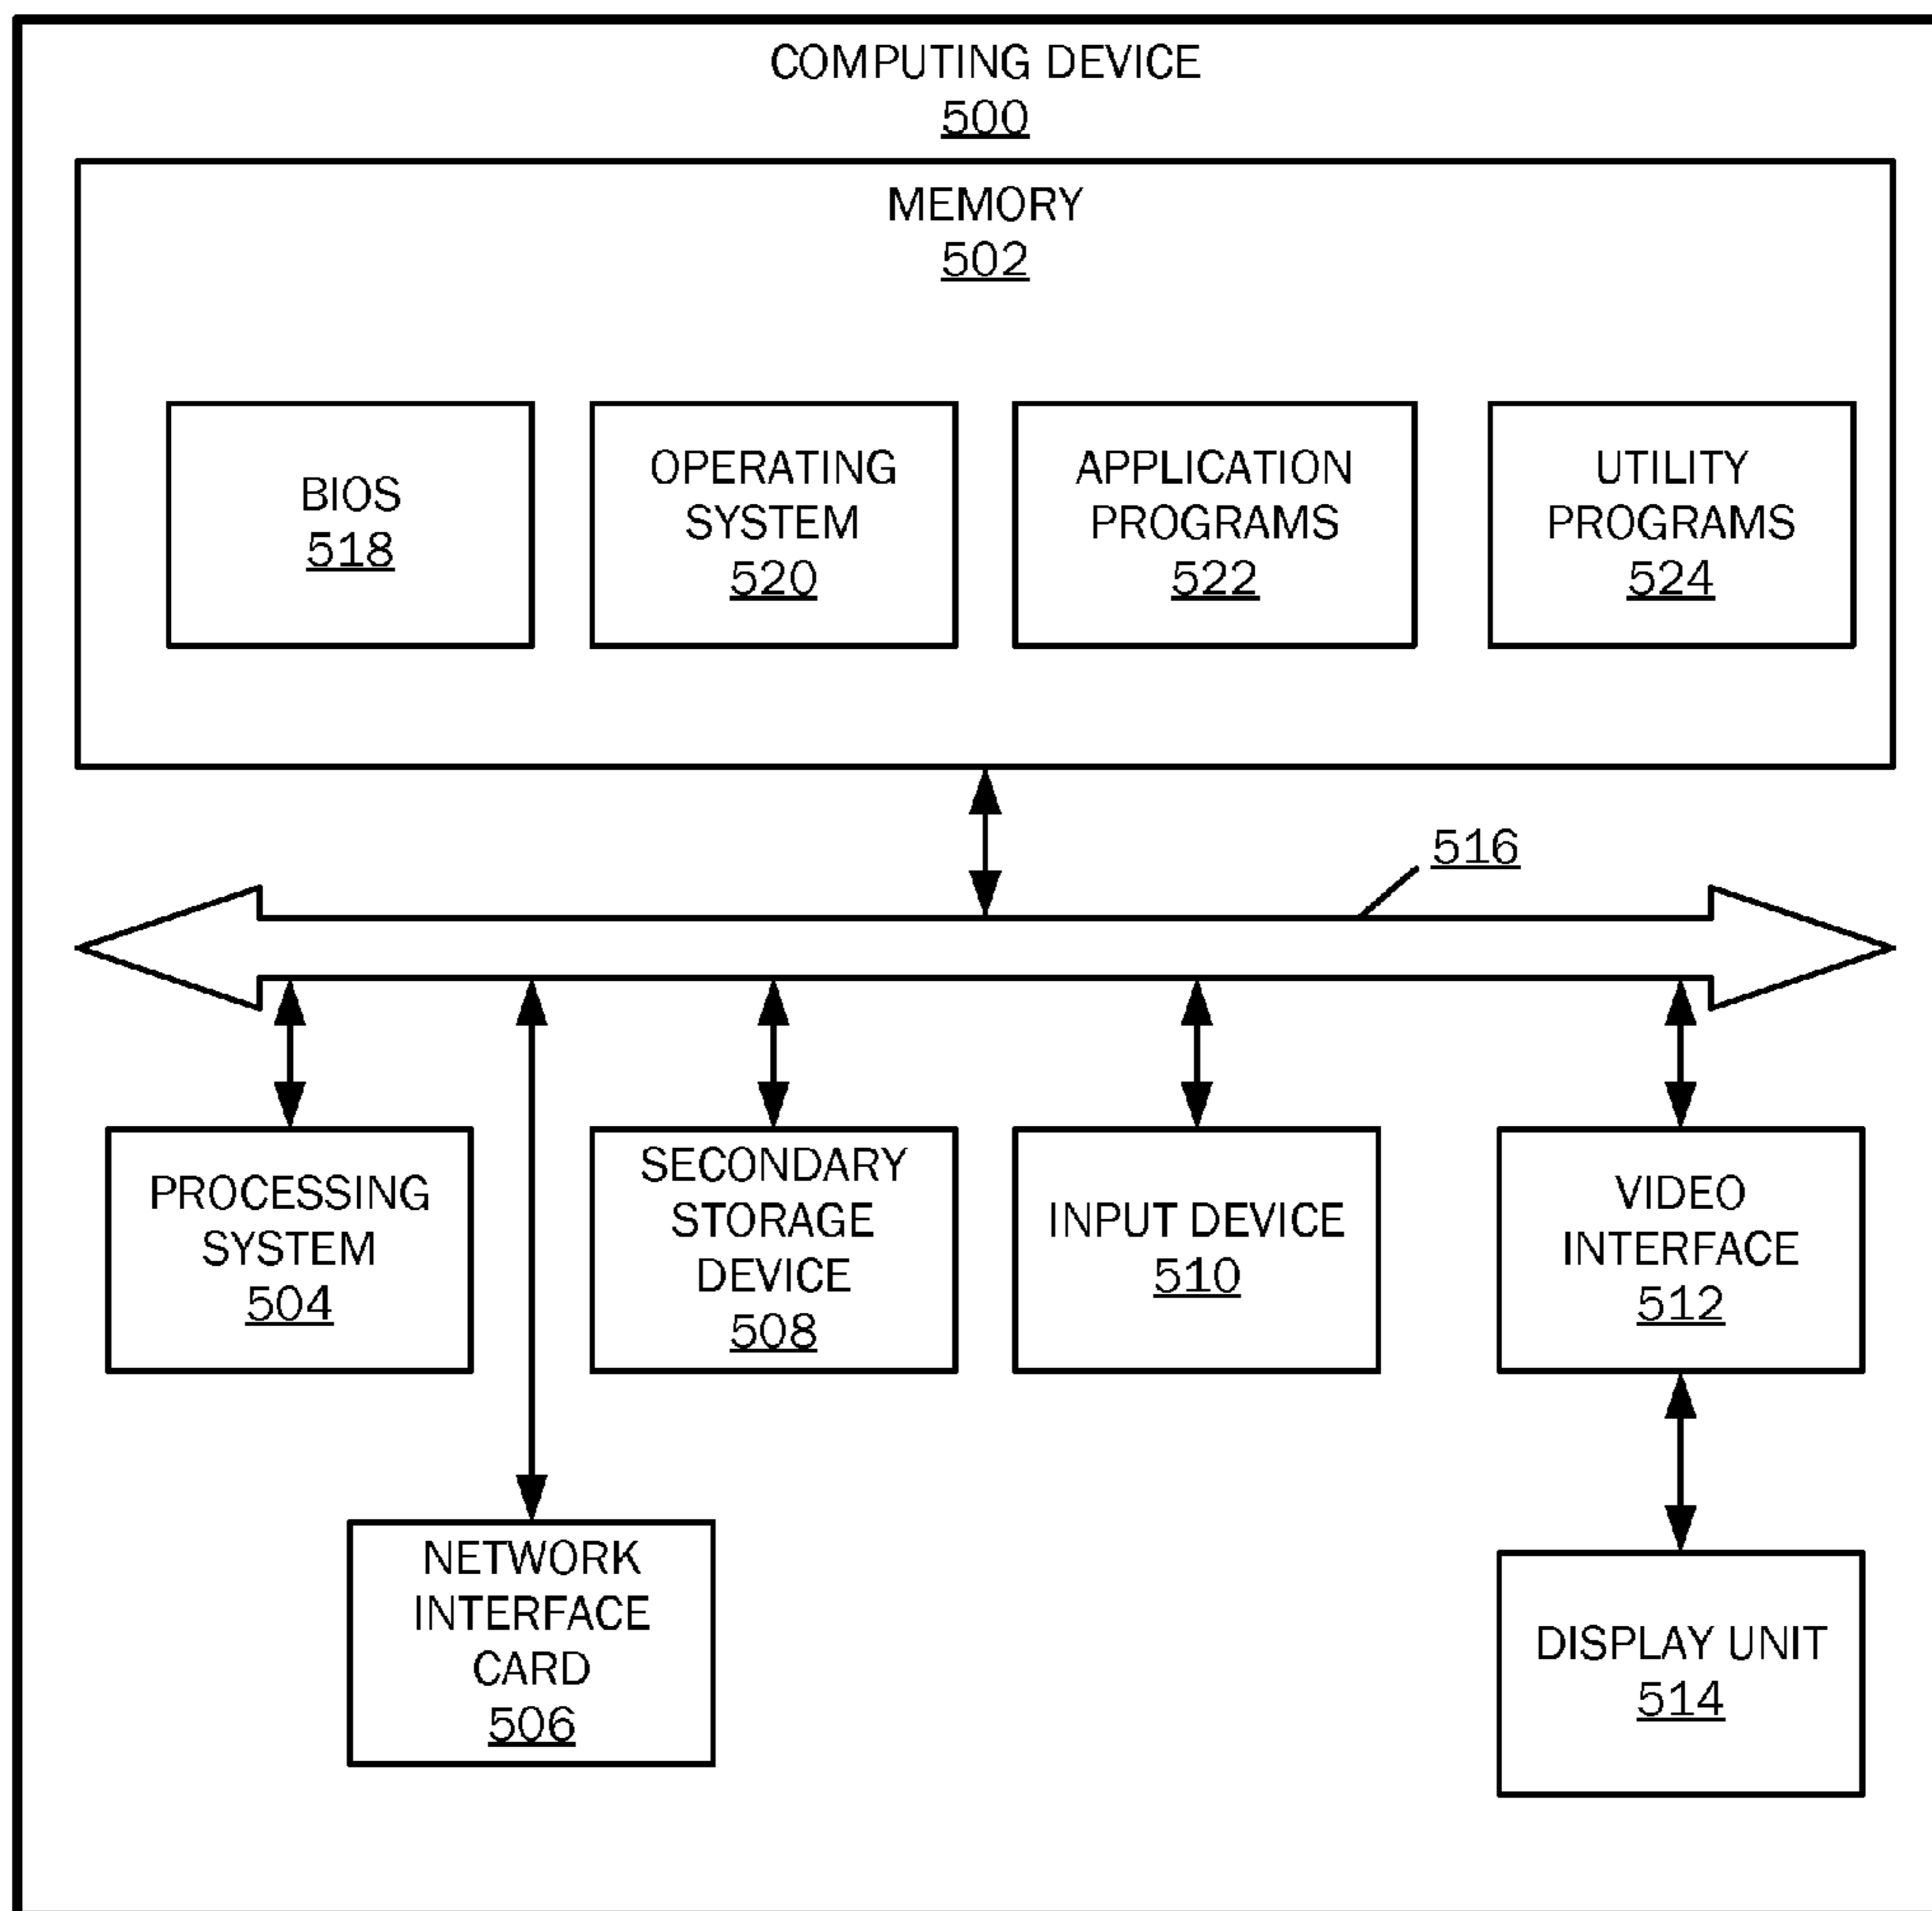 COMPUTING DEVICE
500
MEMORY
502
BIOS
518
OPERATING
SYSTEM
520
APPLICATION
PROGRAMS
522
UTILITY
PROGRAMS
524
516
PROCESSING
SYSTEM
504
SECONDARY
STORAGE
DEVICE
508
INPUT DEVICE
510
VIDEO
INTERFACE
512
NETWORK
INTERFACE
CARD
506
DISPLAY UNIT
514